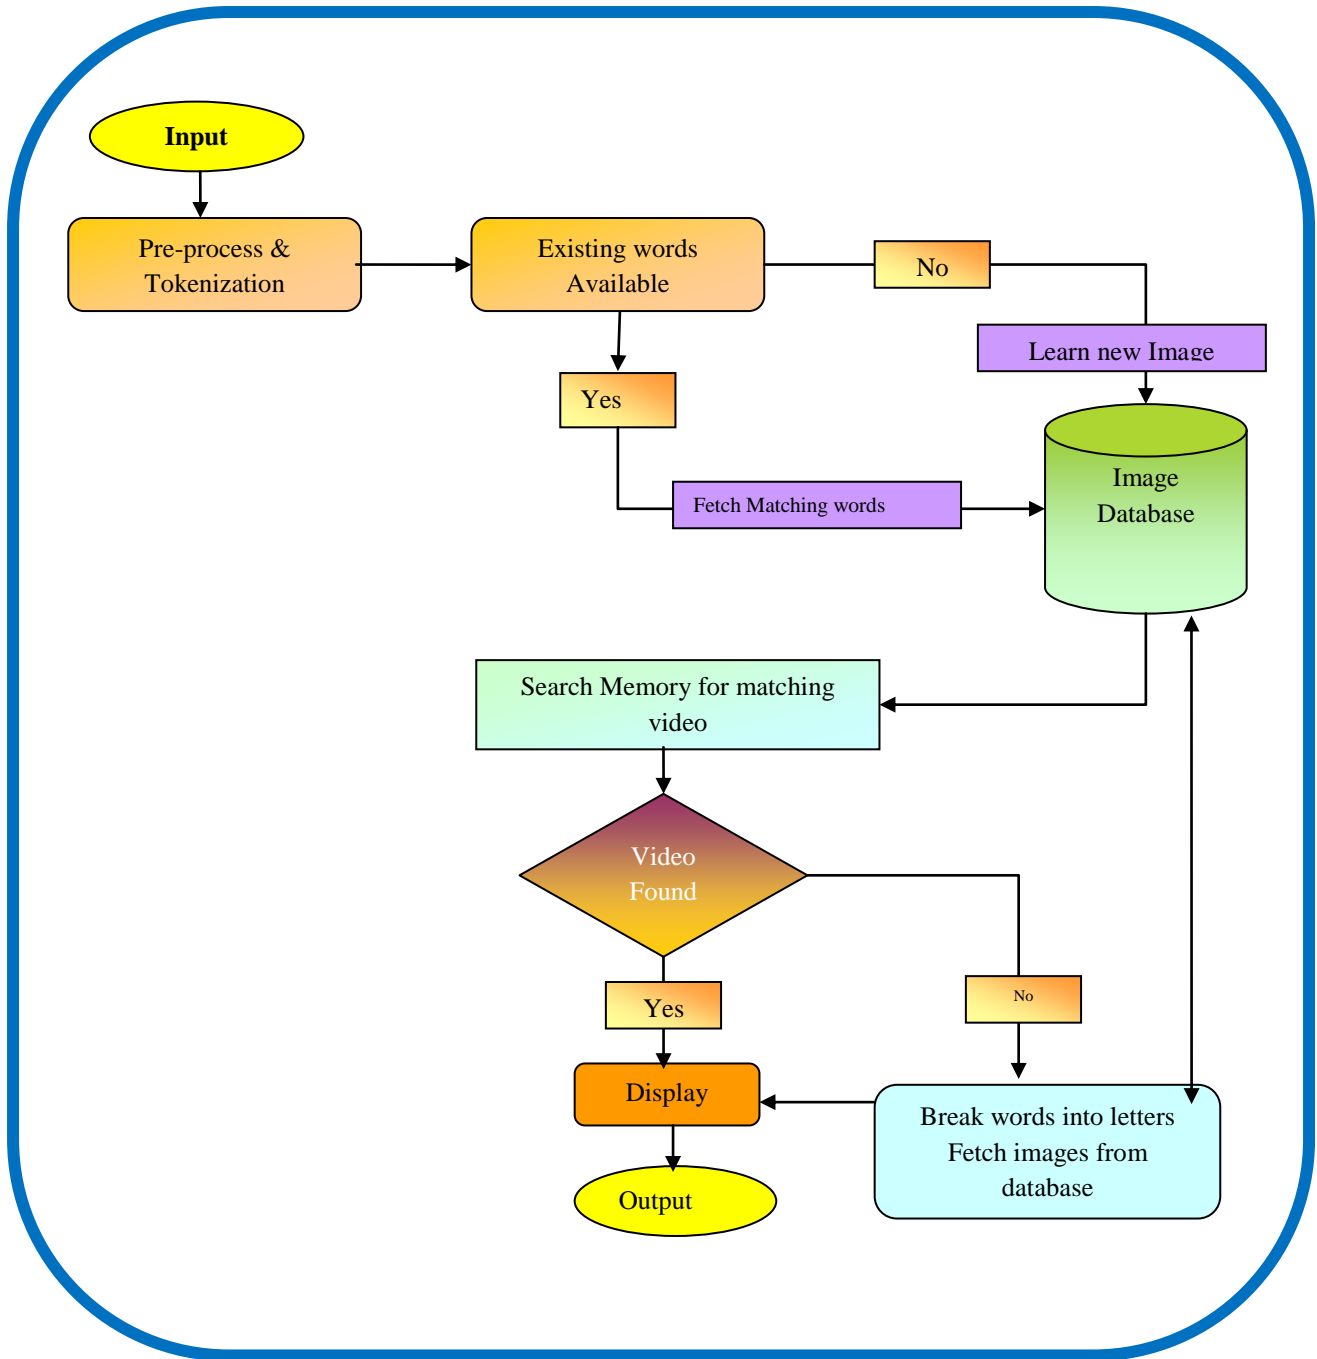 Input
Pre-process &
Tokenization
Existing words
Available
No
Learn new Image
Yes
Fetch Matching words
Image
Database
Search Memory for matching
video
Video
Found
Yes
No
Display
Break words into letters
Fetch images from
database
Output